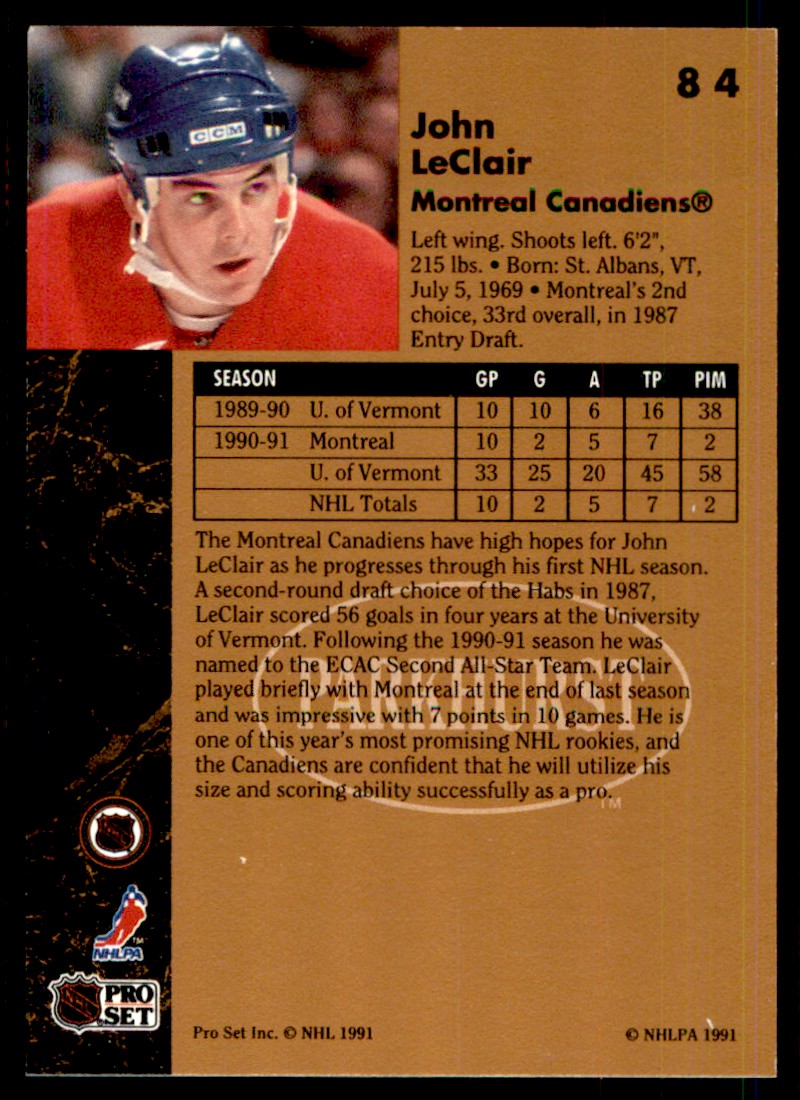 84
CCM
John
LeClair
Montreal Canadiens®
Left wing. Shoots left. 6'2",
215 lbs. • Born: St. Albans, VT,
July 5, 1969 • Montreal's 2nd
choice, 33rd overall, in 1987
Entry Draft.
SEASON GP G A TP PIM
1989-90 U. of Vermont 10 10 6 16 38
1990-91 Montreal 10 2 5 7 2
U. of Vermont 33 25 20 45 58
NHL Totals 10 2 5 7 2
The Montreal Canadiens have high hopes for John
LeClair as he progresses through his first NHL season.
A second-round draft choice of the Habs in 1987,
LeClair scored 56 goals in four years at the University
of Vermont. Following the 1990-91 season he was
named to the ECAC Second All-Star Team. LeClair
played briefly with Montreal at the end of last season
and was impressive with 7 points in 10 games. He is
one of this year's most promising NHL rookies, and
the Canadiens are confident that he will utilize his
size and scoring ability successfully as a pro.
PARKHURST
TM
NHLPA TM
NHL PRO
SET
Pro Set Inc. © NHL 1991
© NHLPA 1991